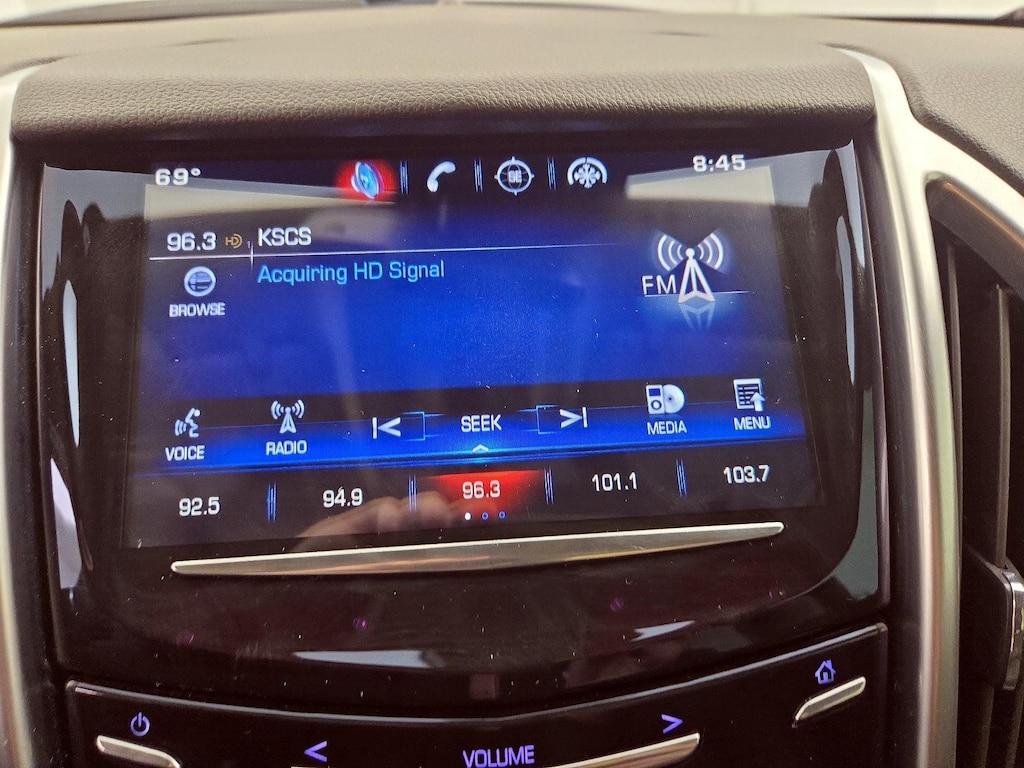 69° 8:45
96.3 HD KSCS
Acquiring HD Signal
BROWSE
FM
VOICE RADIO SEEK MEDIA MENU
92.5 94.9 96.3 101.1 103.7
VOLUME